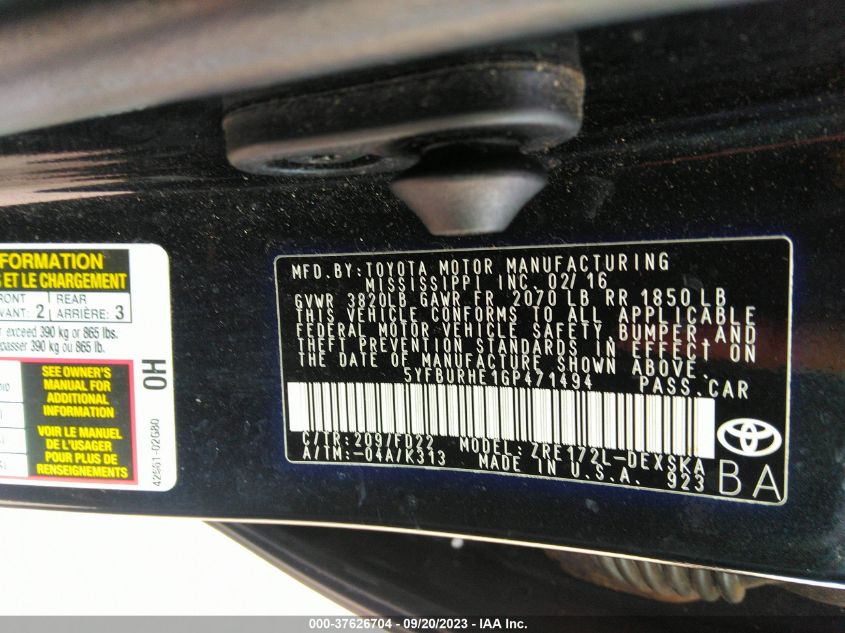 FORMATION
ET LE CHARGEMENT
FRONT REAR
AVANT: 2 ARRIÈRE: 3
exceed 390 kg or 865 lbs.
passer 390 kg ou 865 lb.
SEE OWNER'S
MANUAL FOR
ADDITIONAL
INFORMATION
VOIR LE MANUEL
DE L'USAGER
POUR PLUS DE
RENSEIGNEMENTS
0H
MFD. BY: TOYOTA MOTOR MANUFACTURING
MISSISSIPPI INC. 02/16
GVWR 3820LB GAWR FR 2070 LB RR 1850 LB
THIS VEHICLE CONFORMS TO ALL APPLICABLE
FEDERAL MOTOR VEHICLE SAFETY, BUMPER, AND
THEFT PREVENTION STANDARDS IN EFFECT ON
THE DATE OF MANUFACTURE SHOWN ABOVE.
5YFBURHE1GP471494 PASS. CAR
C/TR: 209/FD22 MODEL: ZRE172L-DEXSKA
A/TM: -04A/K313 MADE IN U.S.A. 923
BA
000-37626704 - 09/20/2023 - IAA Inc.